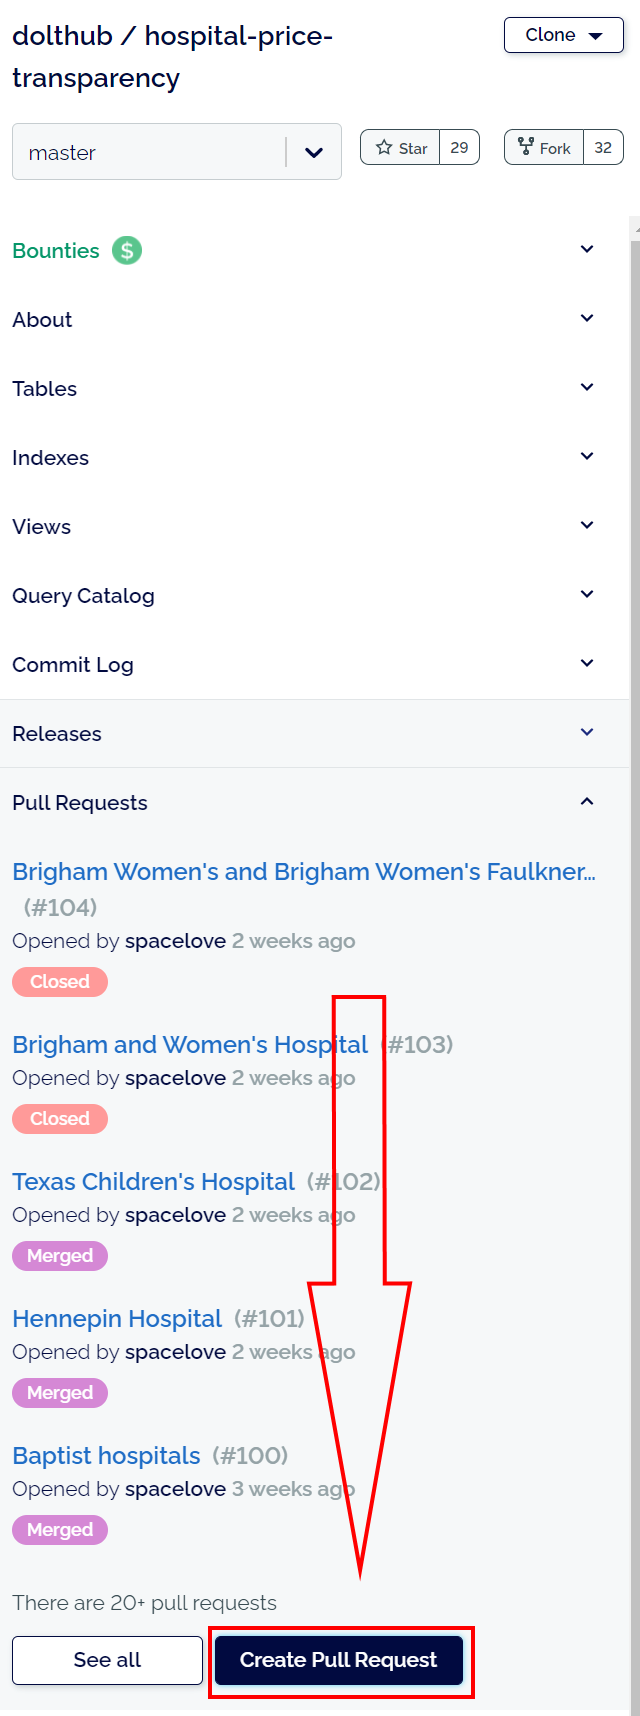 dolthub / hospital-price-
transparency
Clone
master
Star 29
Fork 32
Bounties $
About
Tables
Indexes
Views
Query Catalog
Commit Log
Releases
Pull Requests
Brigham Women's and Brigham Women's Faulkner...
(#104)
Opened by spacelove 2 weeks ago
Closed
Brigham and Women's Hospital (#103)
Opened by spacelove 2 weeks ago
Closed
Texas Children's Hospital (#102)
Opened by spacelove 2 weeks ago
Merged
Hennepin Hospital (#101)
Opened by spacelove 2 weeks ago
Merged
Baptist hospitals (#100)
Opened by spacelove 3 weeks ago
Merged
There are 20+ pull requests
See all
Create Pull Request